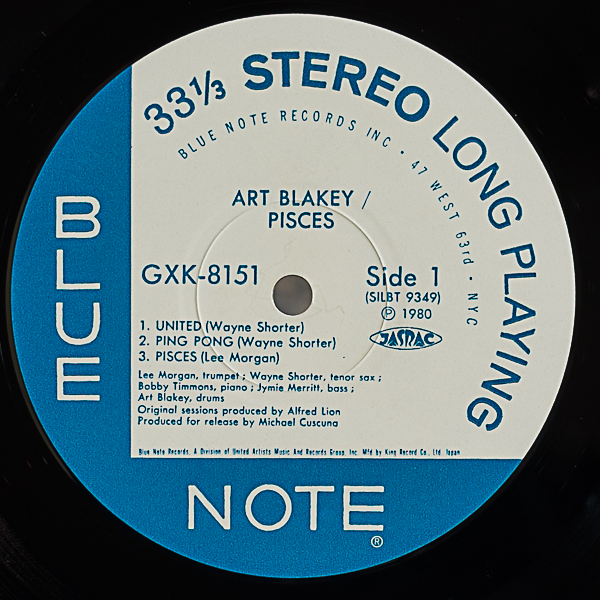 33⅓ STEREO LONG PLAYING
BLUE NOTE RECORDS INC · 47 WEST 63rd · NYC
ART BLAKEY /
PISCES
GXK-8151
Side 1
(SILBT 9349)
Ⓟ 1980
JASRAC
1. UNITED (Wayne Shorter)
2. PING PONG (Wayne Shorter)
3. PISCES (Lee Morgan)
Lee Morgan, trumpet ; Wayne Shorter, tenor sax ;
Bobby Timmons, piano ; Jymie Merritt, bass ;
Art Blakey, drums
Original sessions produced by Alfred Lion
Produced for release by Michael Cuscuna
Blue Note Records. A Division of United Artists Music And Records Group, Inc. Mfd by King Record Co., Ltd. Japan
BLUE
NOTE
®